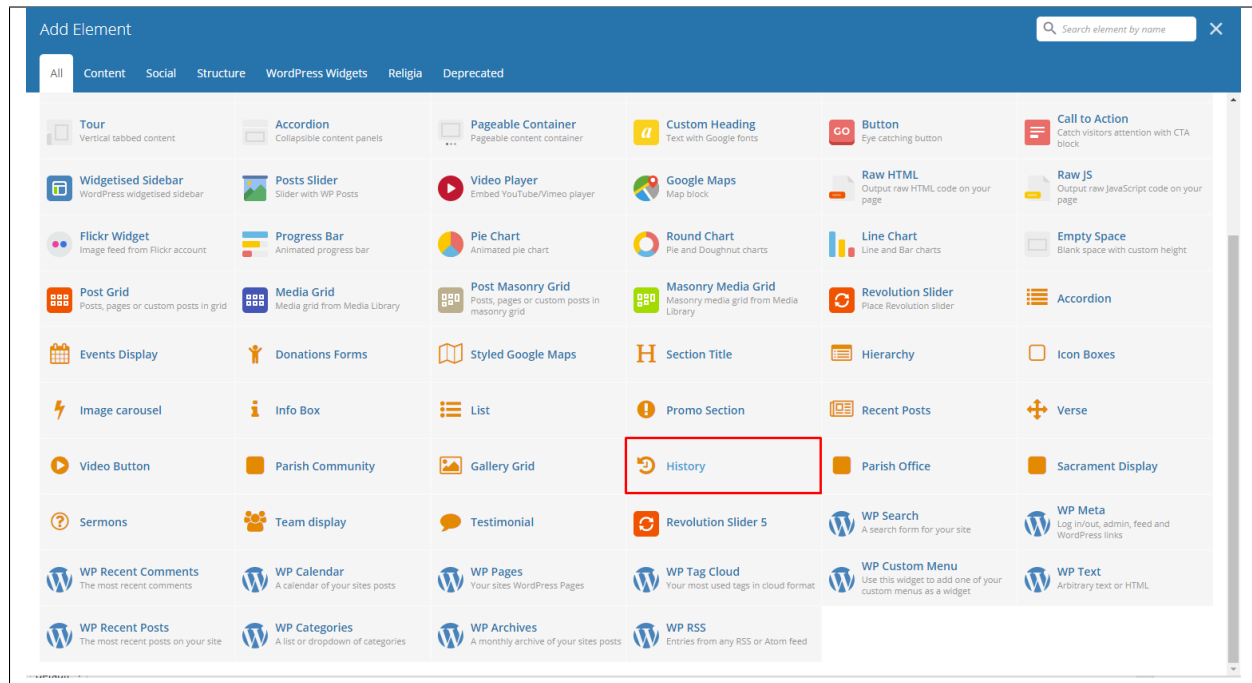 Add Element
Search element by name
All Content Social Structure WordPress Widgets Religia Deprecated
Tour
Vertical tabbed content
Accordion
Collapsible content panels
Pageable Container
Pageable content container
a
Custom Heading
Text with Google fonts
GO
Button
Eye catching button
Call to Action
Catch visitors attention with CTA
block
Widgetised Sidebar
WordPress widgetised sidebar
Posts Slider
Slider with WP Posts
Video Player
Embed YouTube/Vimeo player
Google Maps
Map block
Raw HTML
Output raw HTML code on your
page
Raw JS
Output raw JavaScript code on your
page
Flickr Widget
Image feed from Flickr account
Progress Bar
Animated progress bar
Pie Chart
Animated pie chart
Round Chart
Pie and Doughnut charts
Line Chart
Line and Bar charts
Empty Space
Blank space with custom height
Post Grid
Posts, pages or custom posts in grid
Media Grid
Media grid from Media Library
Post Masonry Grid
Posts, pages or custom posts in
masonry grid
Masonry Media Grid
Masonry media grid from Media
Library
Revolution Slider
Place Revolution slider
Accordion
Events Display
Donations Forms
Styled Google Maps
H Section Title
Hierarchy
Icon Boxes
Image carousel
i Info Box
List
Promo Section
Recent Posts
Verse
Video Button
Parish Community
Gallery Grid
History
Parish Office
Sacrament Display
? Sermons
Team display
Testimonial
Revolution Slider 5
WP Search
A search form for your site
WP Meta
Log in/out, admin, feed and
WordPress links
WP Recent Comments
The most recent comments
WP Calendar
A calendar of your sites posts
WP Pages
Your sites WordPress Pages
WP Tag Cloud
Your most used tags in cloud format
WP Custom Menu
Use this widget to add one of your
custom menus as a widget
WP Text
Arbitrary text or HTML
WP Recent Posts
The most recent posts on your site
WP Categories
A list or dropdown of categories
WP Archives
A monthly archive of your sites posts
WP RSS
Entries from any RSS or Atom feed